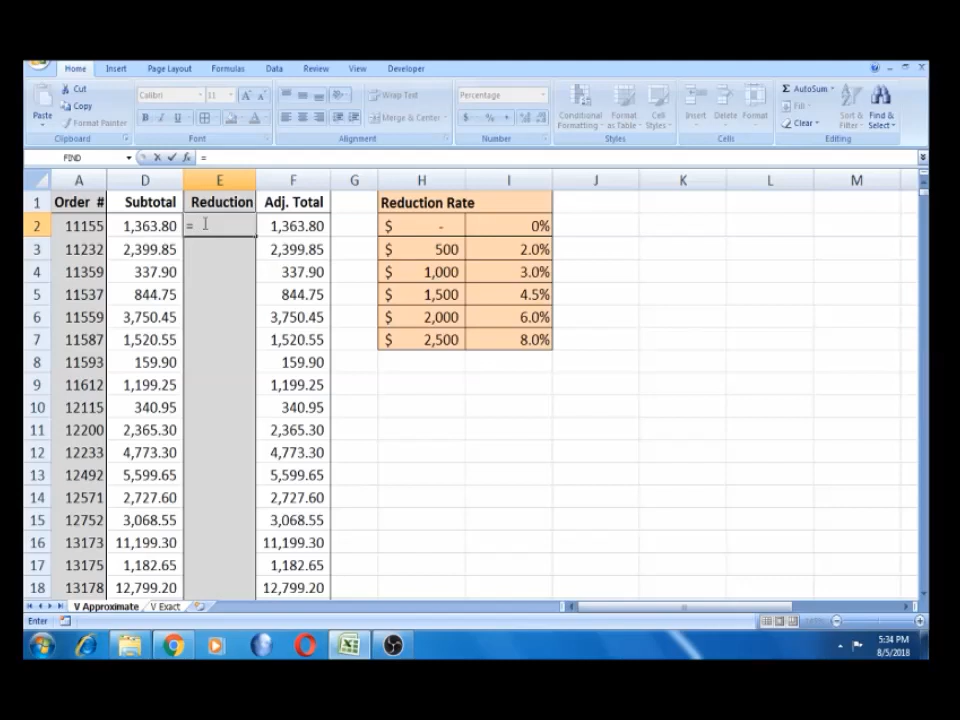 Home Insert Page Layout Formulas Data Review View Developer
Cut
Copy
Format Painter
Paste
Clipboard
Calibri 11
B I U
Font
Wrap Text
Merge & Center
Alignment
Percentage
$ % ,
Number
Conditional Formatting
Format as Table
Cell Styles
Styles
Insert Delete Format
Cells
Σ AutoSum
Fill
Clear
Sort & Filter
Find & Select
Editing
FIND fx =
A D E F G H I J K L M
1 Order # Subtotal Reduction Adj. Total Reduction Rate
2 11155 1,363.80 = 1,363.80 $ - 0%
3 11232 2,399.85 2,399.85 $ 500 2.0%
4 11359 337.90 337.90 $ 1,000 3.0%
5 11537 844.75 844.75 $ 1,500 4.5%
6 11559 3,750.45 3,750.45 $ 2,000 6.0%
7 11587 1,520.55 1,520.55 $ 2,500 8.0%
8 11593 159.90 159.90
9 11612 1,199.25 1,199.25
10 12115 340.95 340.95
11 12200 2,365.30 2,365.30
12 12233 4,773.30 4,773.30
13 12492 5,599.65 5,599.65
14 12571 2,727.60 2,727.60
15 12752 3,068.55 3,068.55
16 13173 11,199.30 11,199.30
17 13175 1,182.65 1,182.65
18 13178 12,799.20 12,799.20
V Approximate V Exact
Enter
5:34 PM
8/5/2018